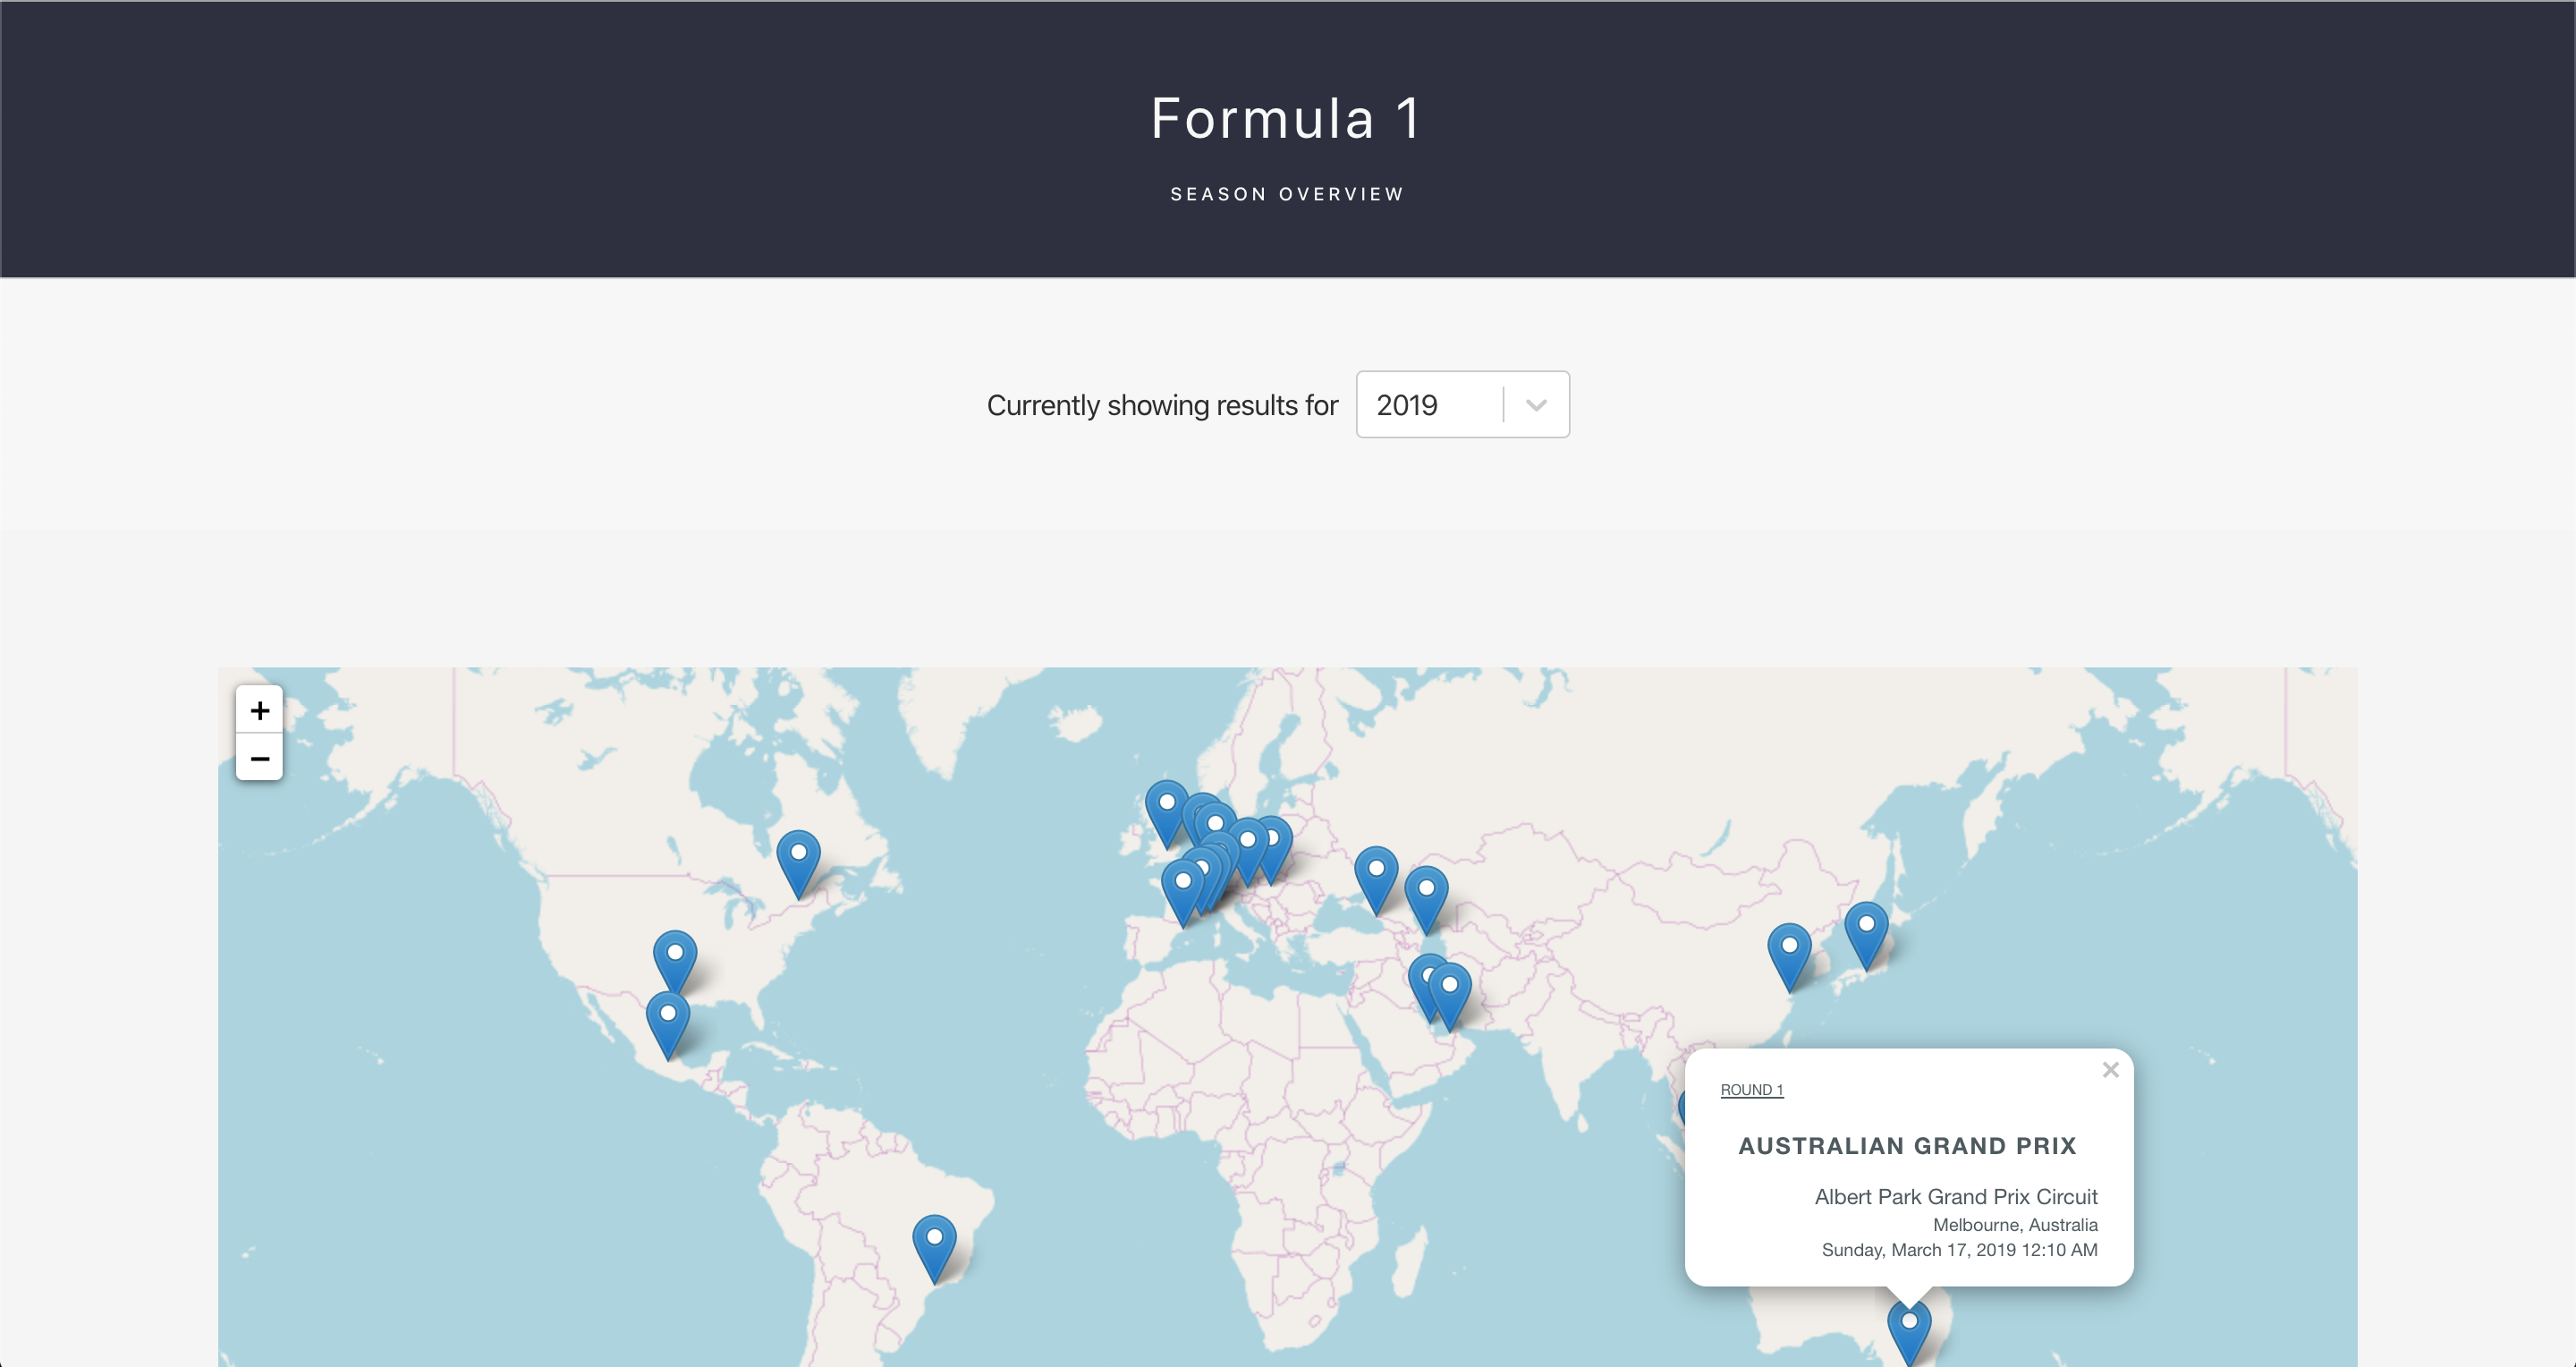 Formula 1
SEASON OVERVIEW
Currently showing results for 2019
+
−
×
ROUND 1
AUSTRALIAN GRAND PRIX
Albert Park Grand Prix Circuit
Melbourne, Australia
Sunday, March 17, 2019 12:10 AM